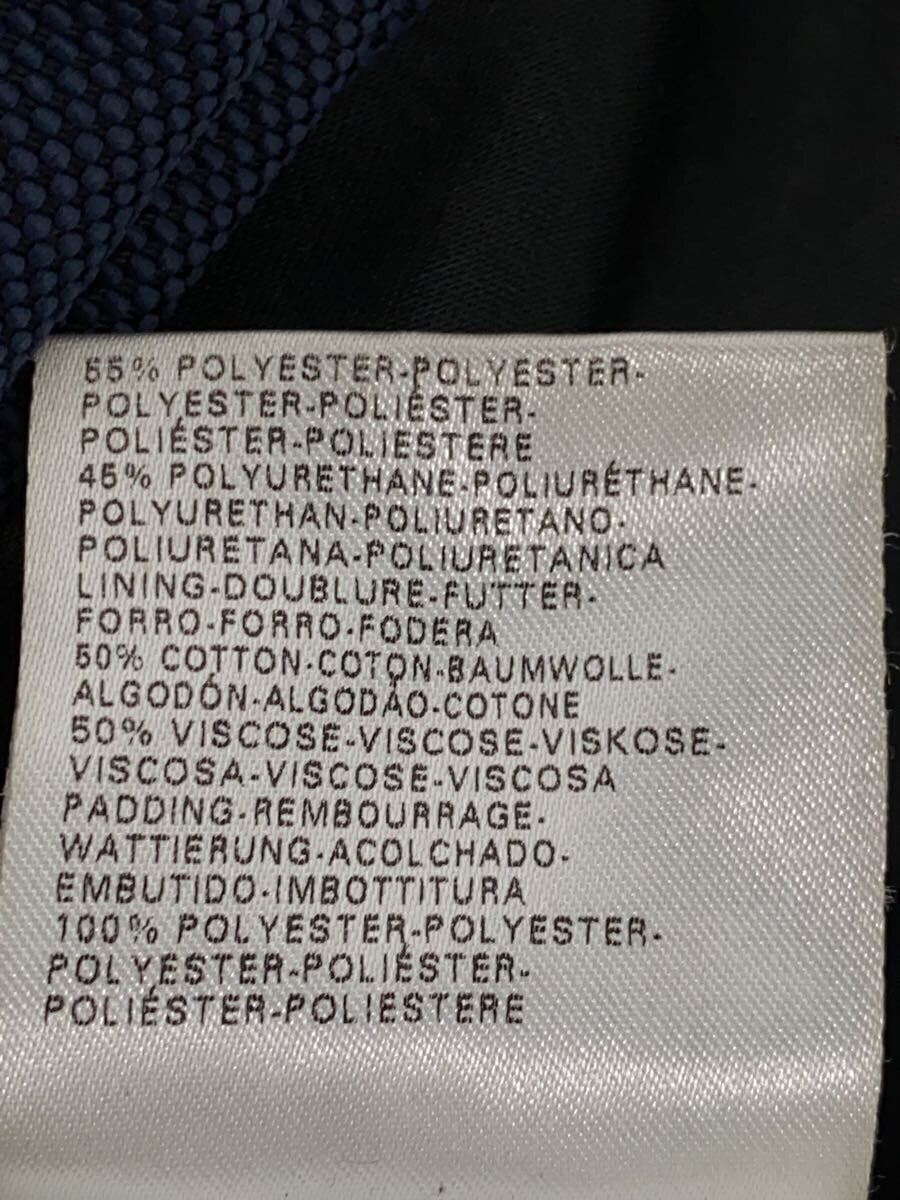 55% POLYESTER-POLYESTER-
POLYESTER-POLIÉSTER-
POLIÉSTER-POLIESTERE
45% POLYURETHANE-POLIURÉTHANE-
POLYURETHAN-POLIURETANO-
POLIURETANA-POLIURETANICA
LINING-DOUBLURE-FUTTER-
FORRO-FORRO-FODERA
50% COTTON-COTON-BAUMWOLLE-
ALGODÓN-ALGODÃO-COTONE
50% VISCOSE-VISCOSE-VISKOSE-
VISCOSA-VISCOSE-VISCOSA
PADDING-REMBOURRAGE-
WATTIERUNG-ACOLCHADO-
EMBUTIDO-IMBOTTITURA
100% POLYESTER-POLYESTER-
POLYESTER-POLIÉSTER-
POLIÉSTER-POLIESTERE